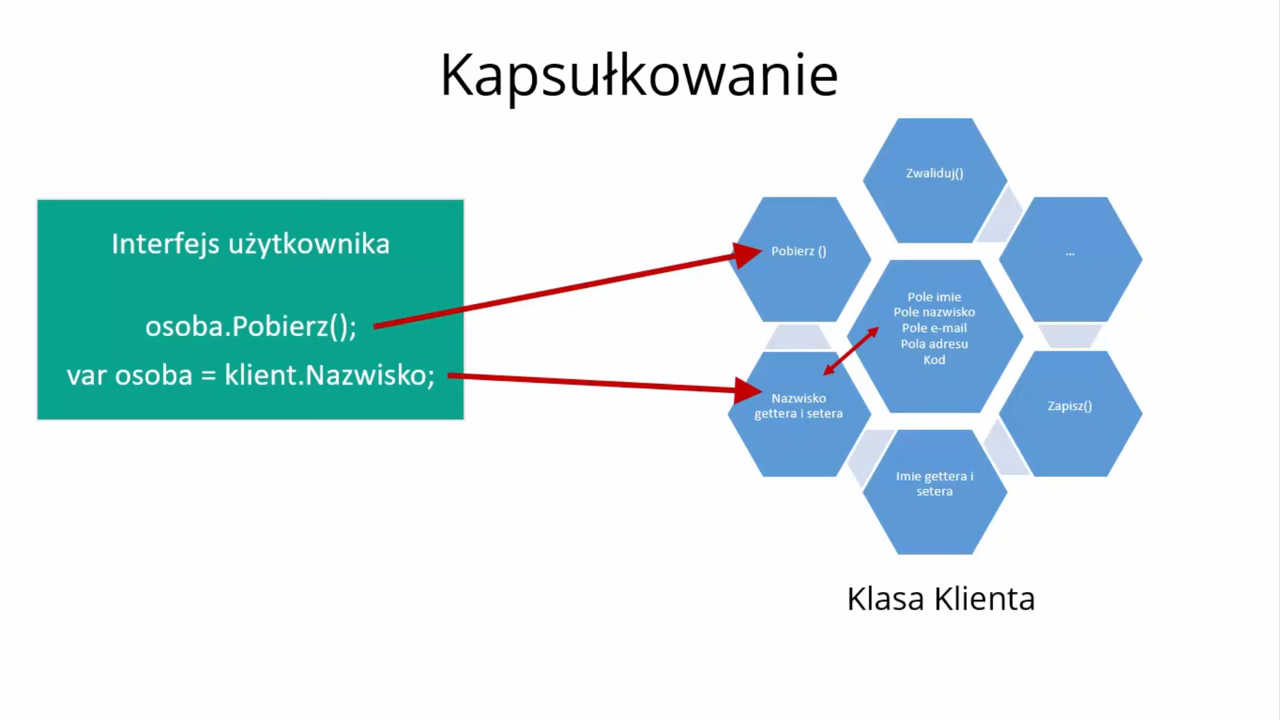 Kapsułkowanie
Interfejs użytkownika
osoba.Pobierz();
var osoba = klient.Nazwisko;
Zwaliduj()
Pobierz ()
...
Pole imie
Pole nazwisko
Pole e-mail
Pola adresu
Kod
Nazwisko
gettera i setera
Zapisz()
Imie gettera i
setera
Klasa Klienta